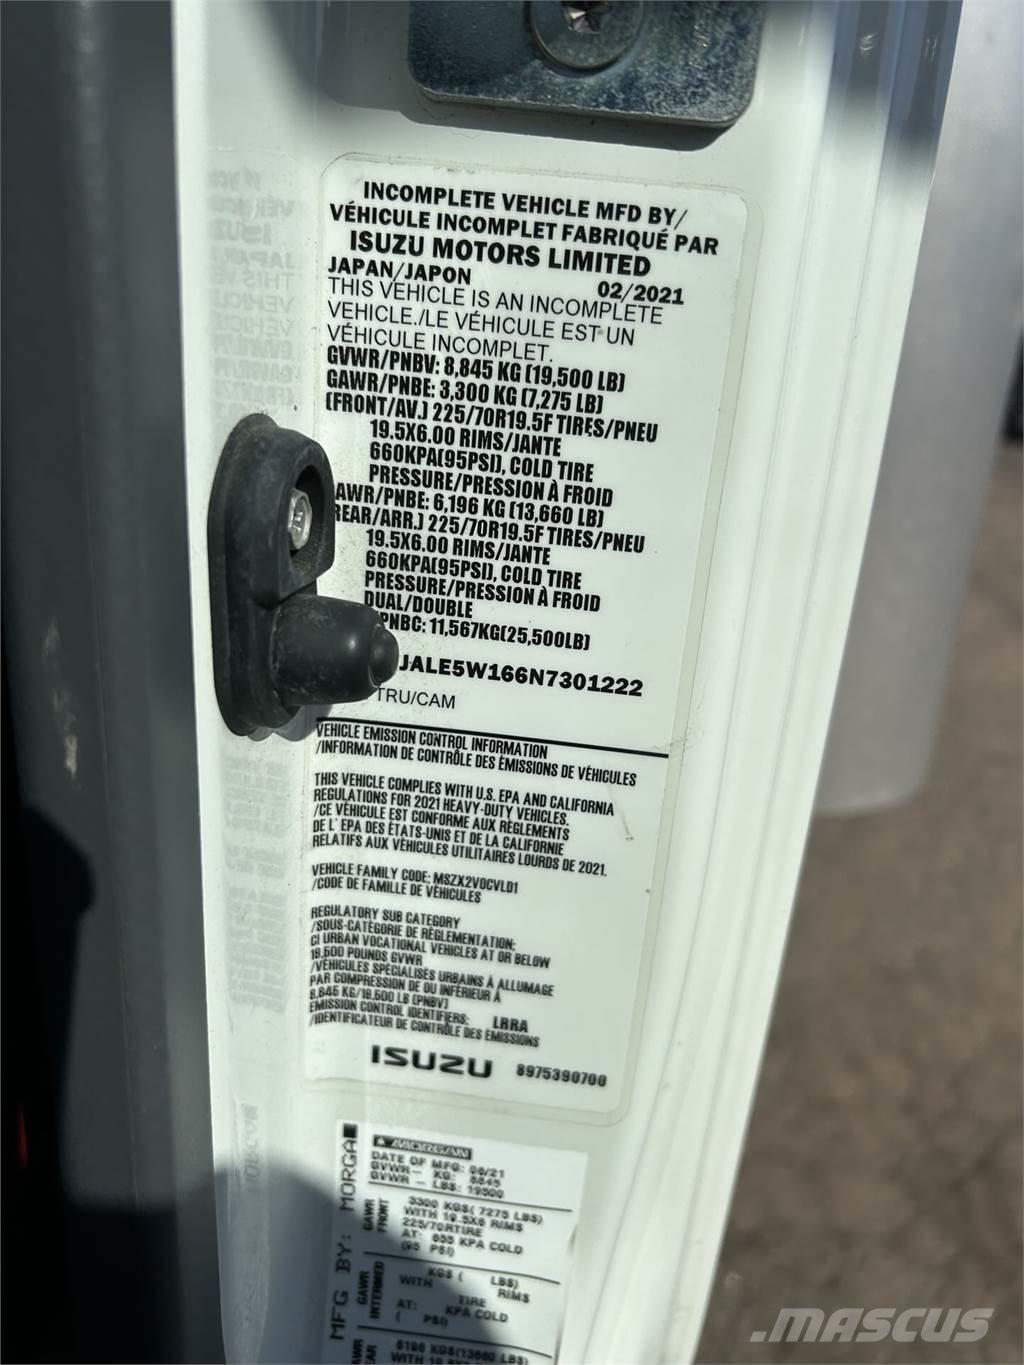 INCOMPLETE VEHICLE MFD BY/
VÉHICULE INCOMPLET FABRIQUÉ PAR
ISUZU MOTORS LIMITED
JAPAN/JAPON 02/2021
THIS VEHICLE IS AN INCOMPLETE
VEHICLE./LE VÉHICULE EST UN
VÉHICULE INCOMPLET.
GVWR/PNBV: 8,845 KG (19,500 LB)
GAWR/PNBE: 3,300 KG (7,275 LB)
(FRONT/AV.) 225/70R19.5F TIRES/PNEU
19.5X6.00 RIMS/JANTE
660KPA(95PSI), COLD TIRE
PRESSURE/PRESSION À FROID
AWR/PNBE: 6,196 KG (13,660 LB)
REAR/ARR.) 225/70R19.5F TIRES/PNEU
19.5X6.00 RIMS/JANTE
660KPA(95PSI), COLD TIRE
PRESSURE/PRESSION À FROID
DUAL/DOUBLE
PNBC: 11,567KG(25,500LB)
JALE5W166N7301222
TRU/CAM
VEHICLE EMISSION CONTROL INFORMATION
/INFORMATION DE CONTRÔLE DES ÉMISSIONS DE VÉHICULES
THIS VEHICLE COMPLIES WITH U.S. EPA AND CALIFORNIA
REGULATIONS FOR 2021 HEAVY-DUTY VEHICLES.
/CE VÉHICULE EST CONFORME AUX RÈGLEMENTS
DE L' EPA DES ÉTATS-UNIS ET DE LA CALIFORNIE
RELATIFS AUX VÉHICULES UTILITAIRES LOURDS DE 2021.
VEHICLE FAMILY CODE: MSZX2VOCVLD1
/CODE DE FAMILLE DE VÉHICULES
REGULATORY SUB CATEGORY
/SOUS-CATÉGORIE DE RÉGLEMENTATION:
CI URBAN VOCATIONAL VEHICLES AT OR BELOW
19,500 POUNDS GVWR
/VÉHICULES SPÉCIALISÉS URBAINS À ALLUMAGE
PAR COMPRESSION DE OU INFÉRIEUR À
8,845 KG/19,500 LB (PNBV)
EMISSION CONTROL IDENTIFIERS: LRRA
/IDENTIFICATEUR DE CONTRÔLE DES ÉMISSIONS
ISUZU 8975390700
MORGAN
MFG BY: MORGA
DATE OF MFG: 06/21
GVWR- KG: 8845
GVWR- LBS: 19500
GAWR FRONT
3300 KGS( 7275 LBS)
WITH 19.5X6 RIMS
225/70RTIRE
AT: 655 KPA COLD
(95 PSI)
GAWR INTERMED
KGS ( LBS)
WITH RIMS
TIRE
AT: KPA COLD
( PSI)
6196 KGS(13660 LBS)
MASCUS